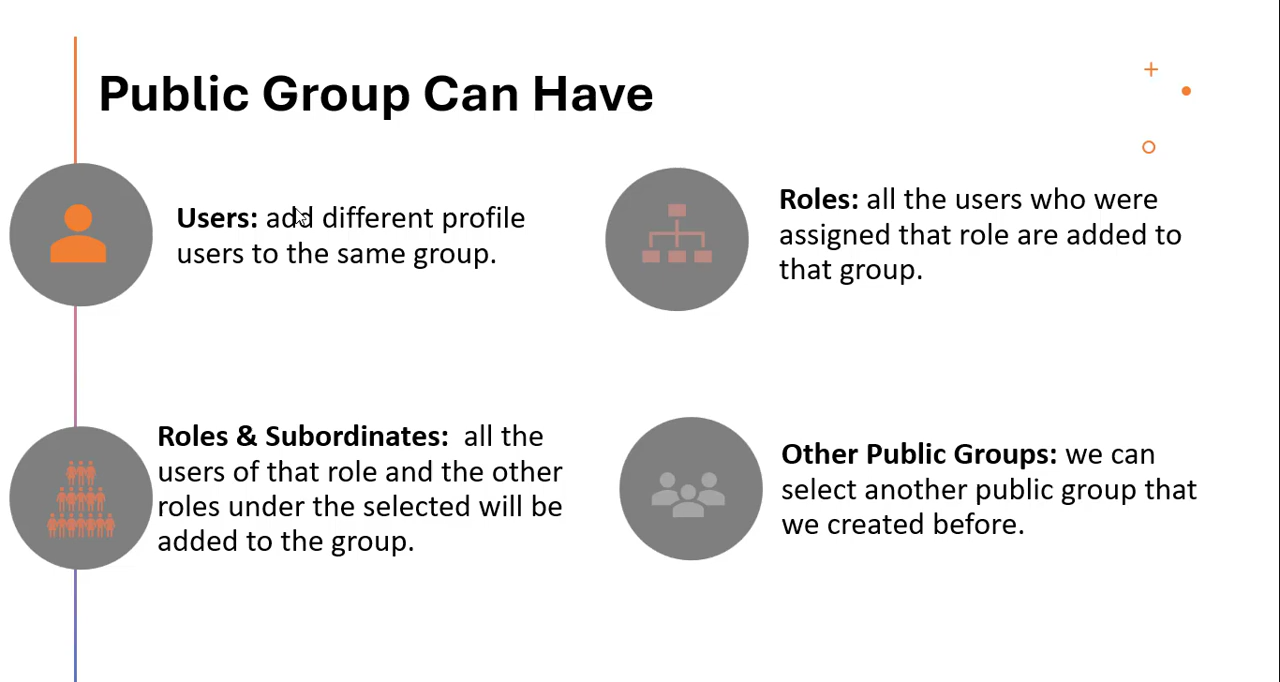 Public Group Can Have
Users: add different profile
users to the same group.
Roles: all the users who were
assigned that role are added to
that group.
Roles & Subordinates:  all the
users of that role and the other
roles under the selected will be
added to the group.
Other Public Groups: we can
select another public group that
we created before.